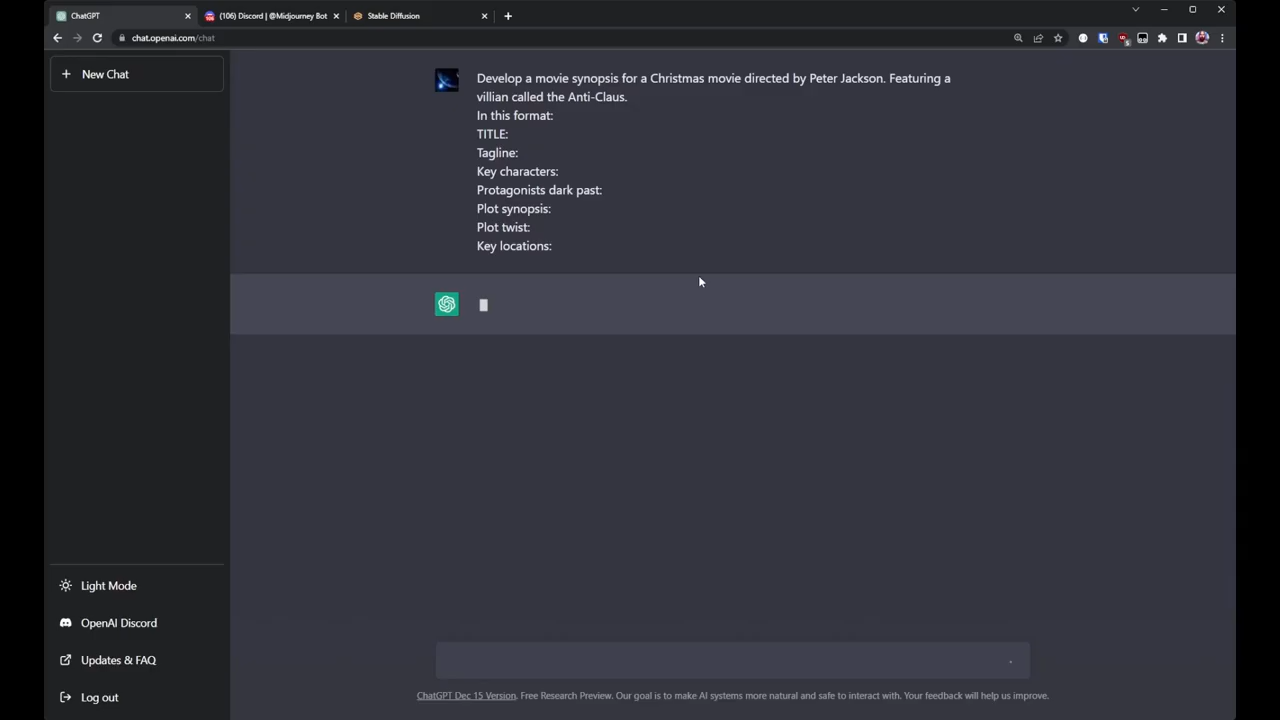 ChatGPT
(106) Discord | @Midjourney Bot
Stable Diffusion
chat.openai.com/chat
New Chat
Develop a movie synopsis for a Christmas movie directed by Peter Jackson. Featuring a
villian called the Anti-Claus.
In this format:
TITLE:
Tagline:
Key characters:
Protagonists dark past:
Plot synopsis:
Plot twist:
Key locations:
Light Mode
OpenAI Discord
Updates & FAQ
Log out
ChatGPT Dec 15 Version. Free Research Preview. Our goal is to make AI systems more natural and safe to interact with. Your feedback will help us improve.